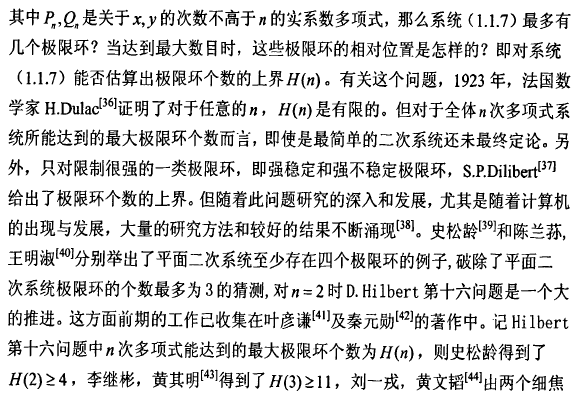 其中 Pₙ,Qₙ是关于 x,y 的次数不高于 n 的实系数多项式，那么系统（1.1.7）最多有
几个极限环？当达到最大数目时，这些极限环的相对位置是怎样的？即对系统
（1.1.7）能否估算出极限环个数的上界 H(n)。有关这个问题，1923 年，法国数
学家 H.Dulac[36]证明了对于任意的 n，H(n)是有限的。但对于全体 n 次多项式系
统所能达到的最大极限环个数而言，即使是最简单的二次系统还未最终定论。另
外，只对限制很强的一类极限环，即强稳定和强不稳定极限环，S.P.Dilibert[37]
给出了极限环个数的上界。但随着此问题研究的深入和发展，尤其是随着计算机
的出现与发展，大量的研究方法和较好的结果不断涌现[38]。史松龄[39]和陈兰荪,
王明淑[40]分别举出了平面二次系统至少存在四个极限环的例子,破除了平面二
次系统极限环的个数最多为 3 的猜测,对 n=2 时 D.Hilbert 第十六问题是一个大
的推进。这方面前期的工作已收集在叶彦谦[41]及秦元勋[42]的著作中。记 Hilbert
第十六问题中 n 次多项式能达到的最大极限环个数为 H(n)，则史松龄得到了
H(2)≥4，李继彬，黄其明[43]得到了 H(3)≥11，刘一戎，黄文韬[44]由两个细焦